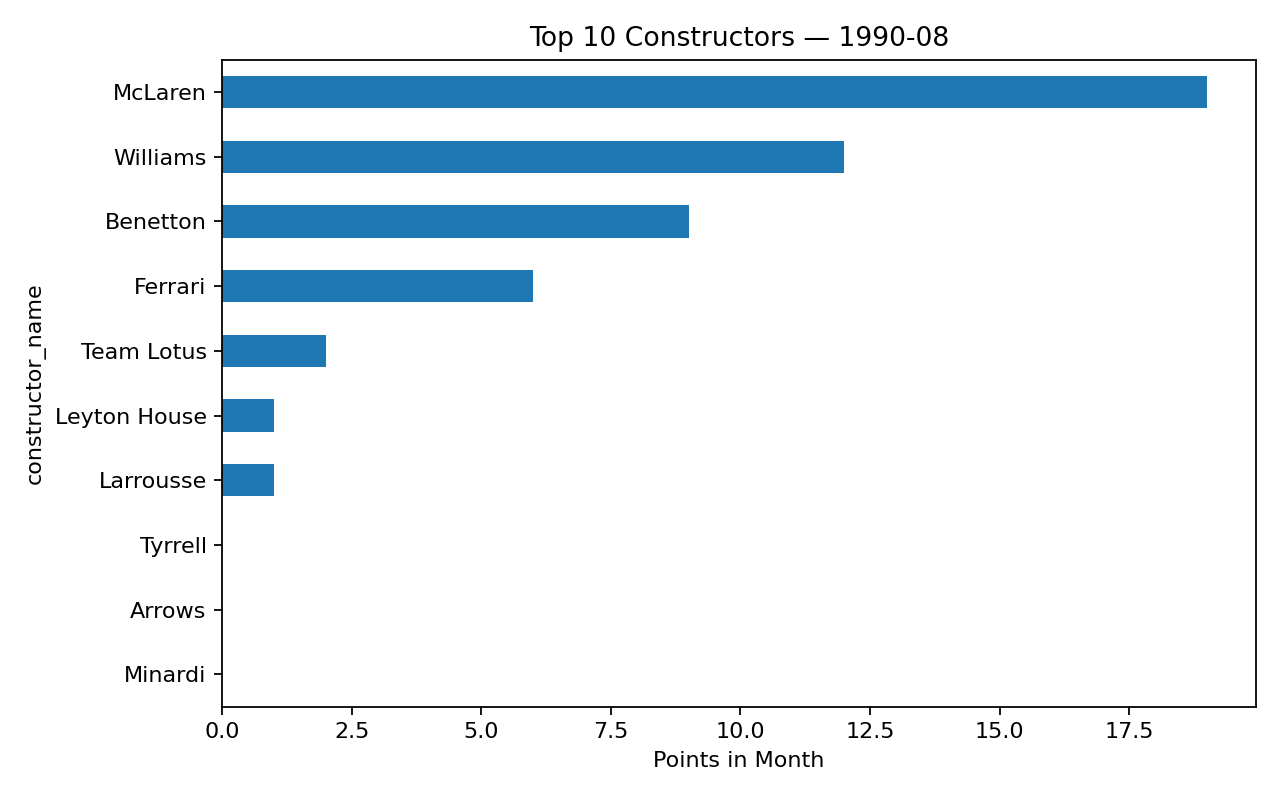 Top 10 Constructors — 1990-08
constructor_name
McLaren
Williams
Benetton
Ferrari
Team Lotus
Leyton House
Larrousse
Tyrrell
Arrows
Minardi
0.0 2.5 5.0 7.5 10.0 12.5 15.0 17.5
Points in Month